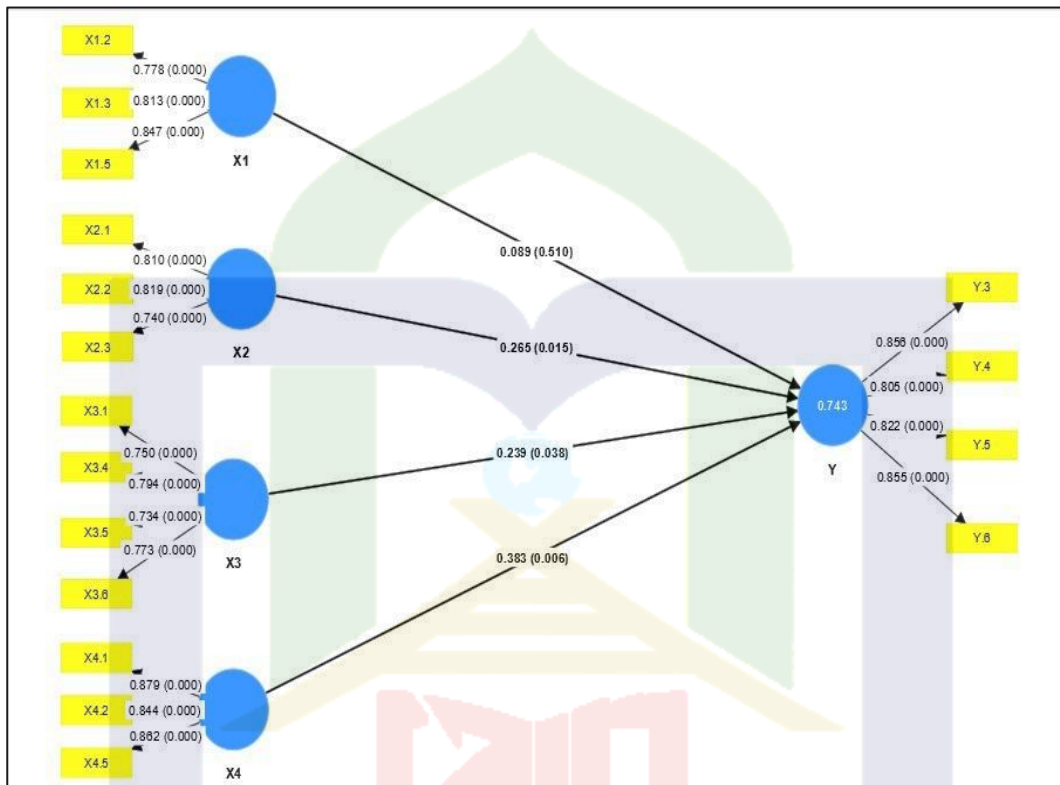 X1.2
0.778 (0.000)
X1.3
0.813 (0.000)
0.847 (0.000)
X1.5
X1
X2.1
0.810 (0.000)
X2.2
0.819 (0.000)
0.740 (0.000)
X2.3
X2
X3.1
0.750 (0.000)
X3.4
0.794 (0.000)
0.734 (0.000)
X3.5
0.773 (0.000)
X3.6
X3
X4.1
0.879 (0.000)
X4.2
0.844 (0.000)
0.862 (0.000)
X4.5
X4
0.089 (0.510)
0.265 (0.015)
0.239 (0.038)
0.383 (0.006)
0.743
Y
Y.3
0.856 (0.000)
Y.4
0.805 (0.000)
0.822 (0.000)
Y.5
0.855 (0.000)
Y.6